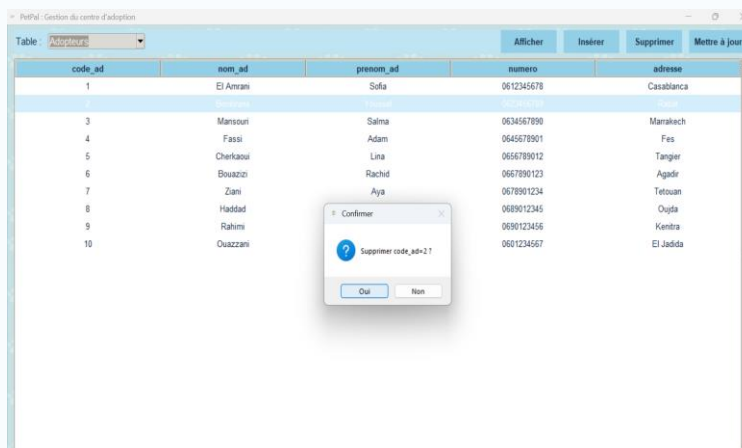 PetPal : Gestion du centre d'adoption
Table : Adopteurs Afficher Insérer Supprimer Mettre à jour
code_ad nom_ad prenom_ad numero adresse
1 El Amrani Sofia 0612345678 Casablanca
2
3 Mansouri Salma 0634567890 Marrakech
4 Fassi Adam 0645678901 Fes
5 Cherkaoui Lina 0656789012 Tangier
6 Bouazizi Rachid 0667890123 Agadir
7 Ziani Aya 0678901234 Tetouan
8 Haddad 0689012345 Oujda
9 Rahimi 0690123456 Kenitra
10 Ouazzani 0601234567 El Jadida
Confirmer
Supprimer code_ad=2 ?
Oui Non